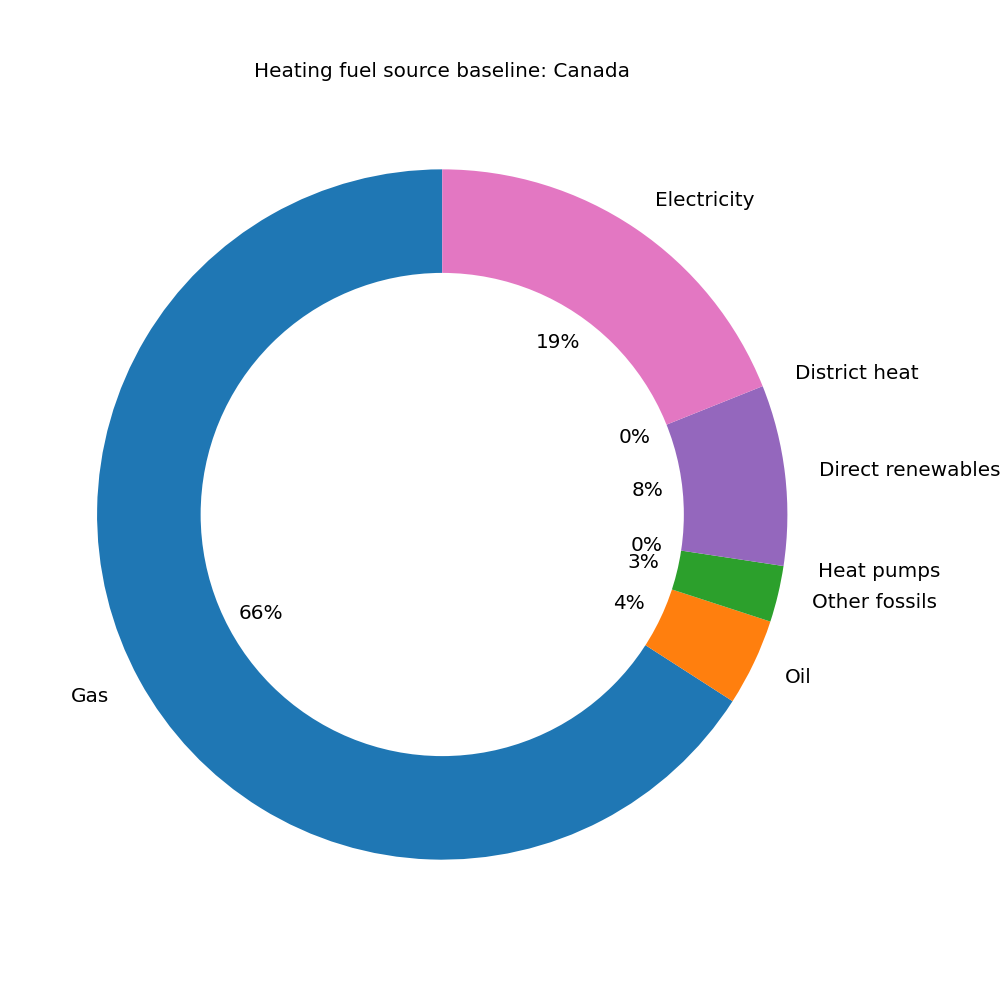 Heating fuel source baseline: Canada
Electricity
19%
District heat
0%
Direct renewables
8%
0%
3%
Heat pumps
Other fossils
4%
66%
Oil
Gas